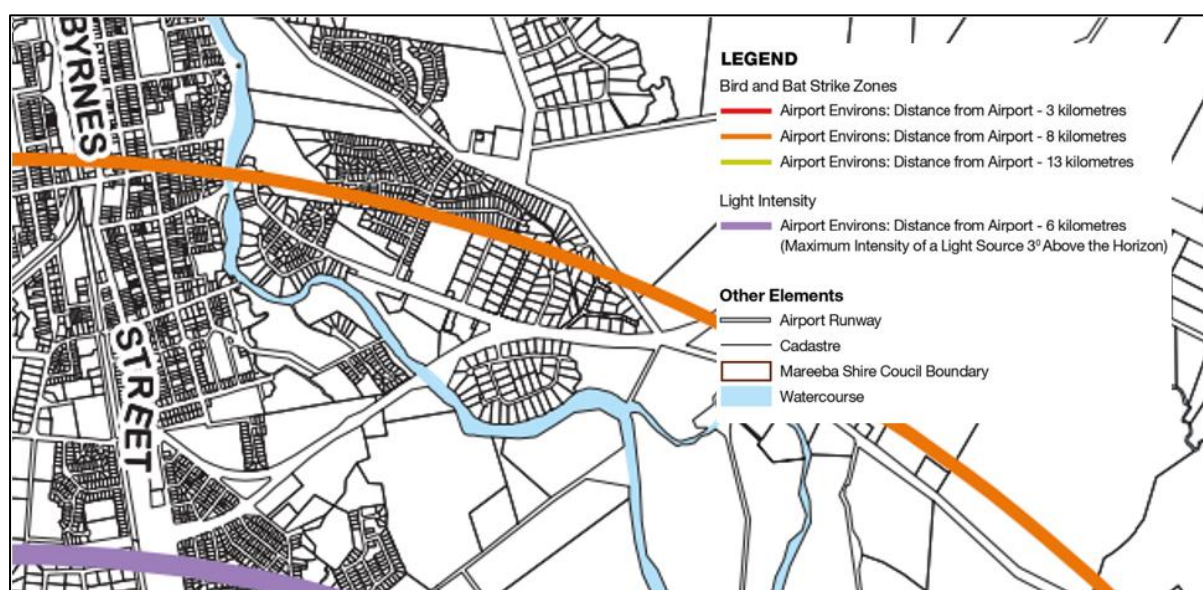 BYRNES
STREET
LEGEND
Bird and Bat Strike Zones
Airport Environs: Distance from Airport - 3 kilometres
Airport Environs: Distance from Airport - 8 kilometres
Airport Environs: Distance from Airport - 13 kilometres
Light Intensity
Airport Environs: Distance from Airport - 6 kilometres
(Maximum Intensity of a Light Source 3⁰ Above the Horizon)
Other Elements
Airport Runway
Cadastre
Mareeba Shire Coucil Boundary
Watercourse